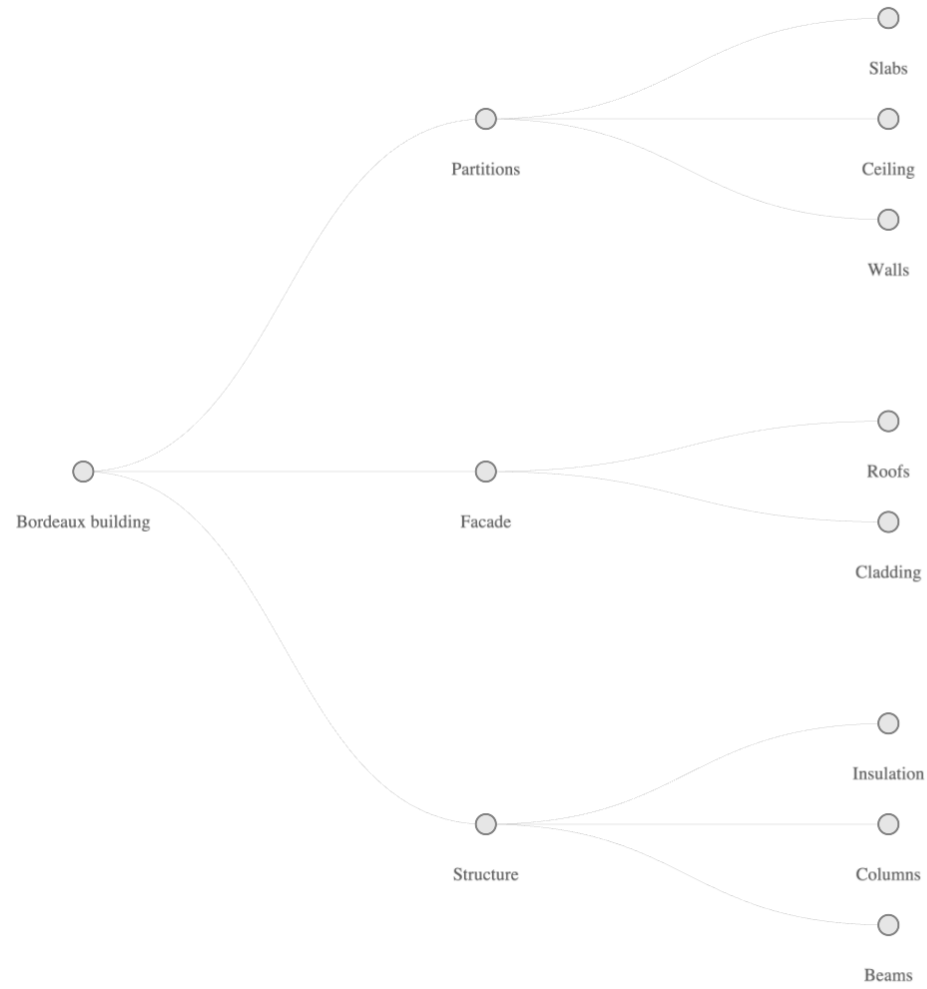 Slabs
Partitions
Ceiling
Walls
Bordeaux building
Facade
Roofs
Cladding
Structure
Insulation
Columns
Beams